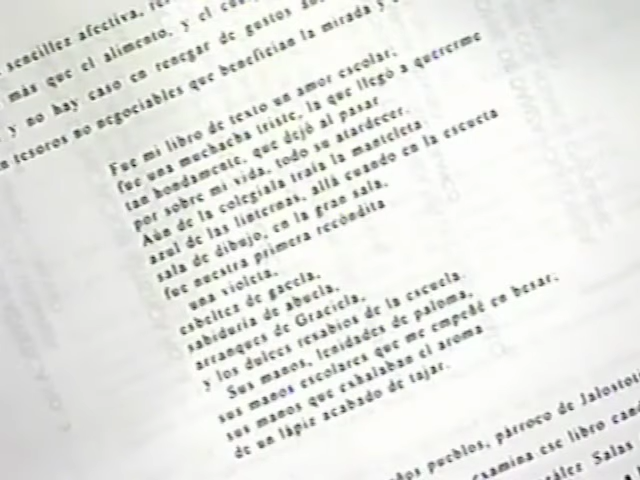 sencillez afectiva,
más que el alimento, y el
y no hay caso en renegar de gustos
tesoros no negociables que benefician la mirada y
Fue mi libro de texto un amor escolar;
fue una muchacha triste, la que llegó a quererme
tan hondamente, que dejó al pasar
por sobre mi vida, todo su atardecer.
Aún de la colegiala traía la manteleta
azul de las linternas, allá cuando en la escueta
sala de dibujo, en la gran sala,
fue nuestra primera recóndita
una violeta.
esbeltez de gacela,
sabiduría de abuela,
arranques de Graciela,
y los dulces resabios de la escuela.
Sus manos, lenidades de paloma,
sus manos escolares que me empeñé en besar;
sus manos que exhalaban el aroma
de un lápiz acabado de tajar.
pueblos, párroco de
examina ese libro
Salas